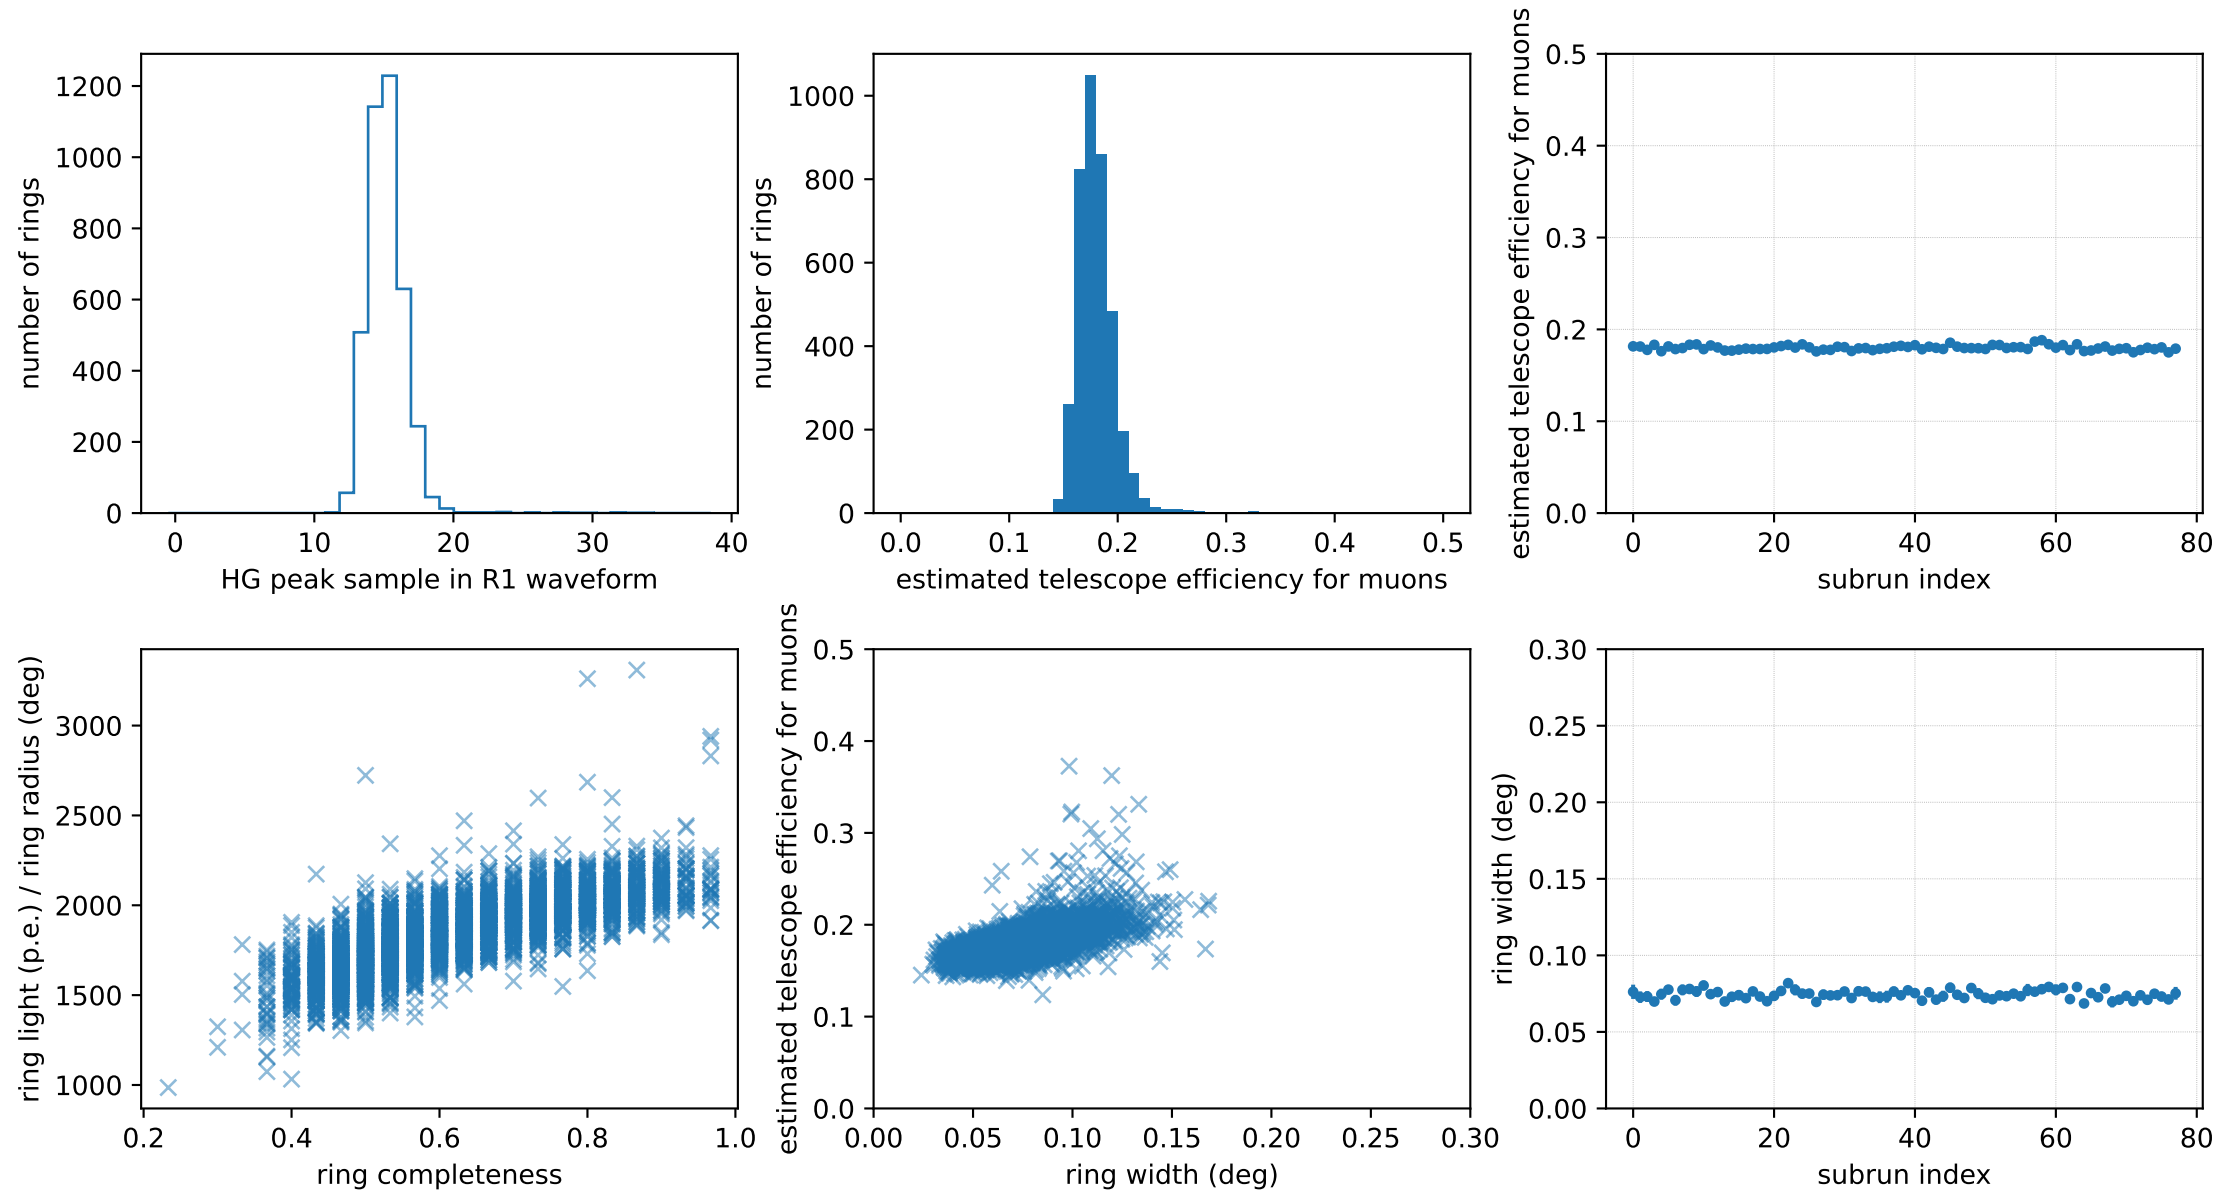 number of rings
1200
1000
800
600
400
200
0
0 10 20 30 40
HG peak sample in R1 waveform
number of rings
1000
800
600
400
200
0
0.0 0.1 0.2 0.3 0.4 0.5
estimated telescope efficiency for muons
estimated telescope efficiency for muons
0.5
0.4
0.3
0.2
0.1
0.0
0 20 40 60 80
subrun index
ring light (p.e.) / ring radius (deg)
3000
2500
2000
1500
1000
0.2 0.4 0.6 0.8 1.0
ring completeness
estimated telescope efficiency for muons
0.5
0.4
0.3
0.2
0.1
0.0
0.00 0.05 0.10 0.15 0.20 0.25 0.30
ring width (deg)
ring width (deg)
0.30
0.25
0.20
0.15
0.10
0.05
0.00
0 20 40 60 80
subrun index